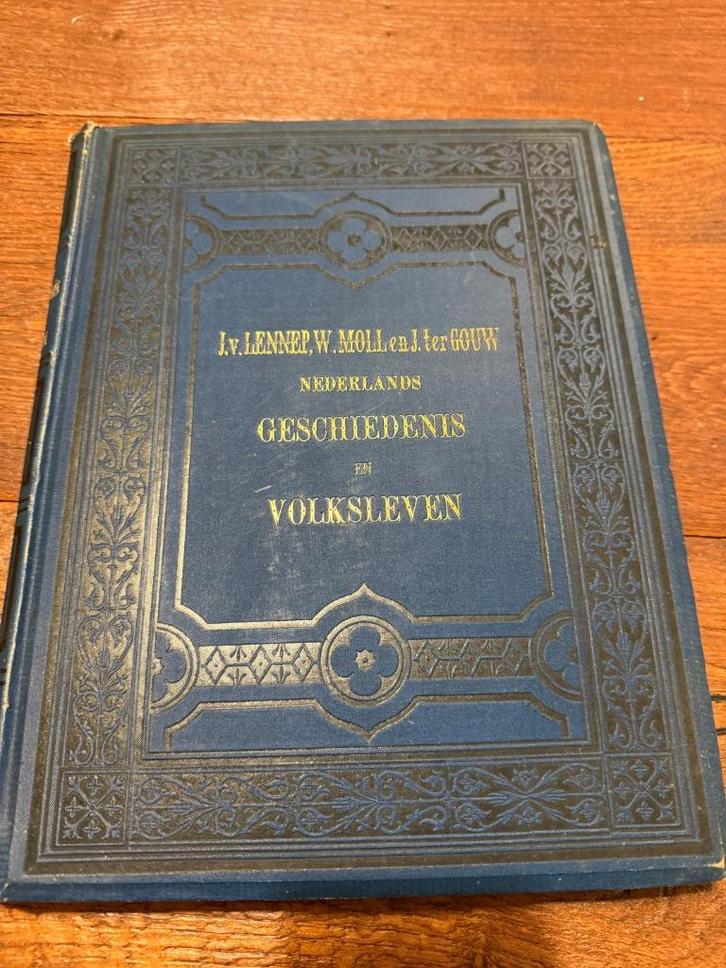 J.v. LENNEP, W. MOLL en J. ter GOUW
NEDERLANDS
GESCHIEDENIS
EN
VOLKSLEVEN